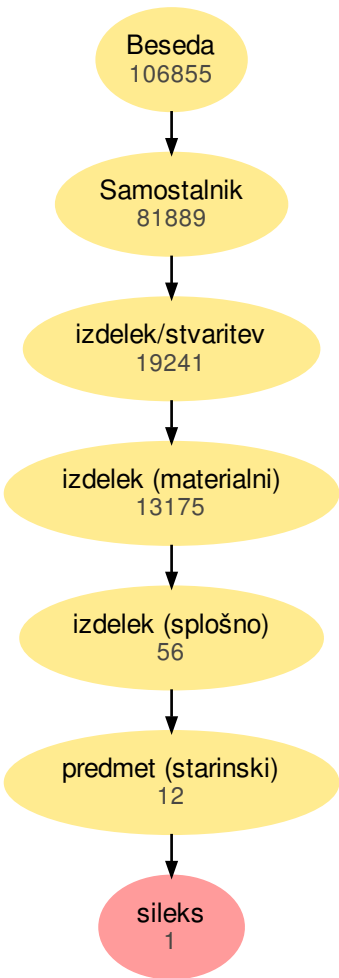 Beseda
106855
Samostalnik
81889
izdelek/stvaritev
19241
izdelek (materialni)
13175
izdelek (splošno)
56
predmet (starinski)
12
sileks
1